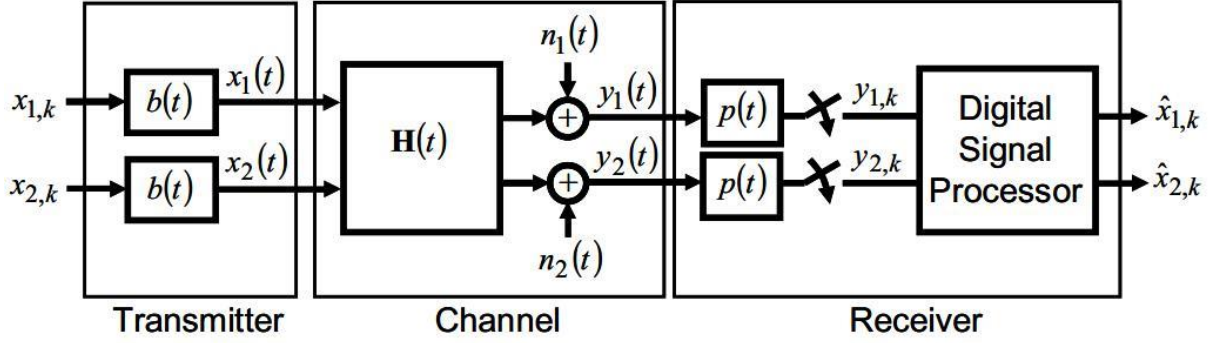 n₁(t)
x₁,ₖ b(t) x₁(t) H(t) + y₁(t) p(t) y₁,ₖ Digital Signal Processor x̂₁,ₖ
x₂,ₖ b(t) x₂(t) + y₂(t) p(t) y₂,ₖ x̂₂,ₖ
n₂(t)
Transmitter Channel Receiver